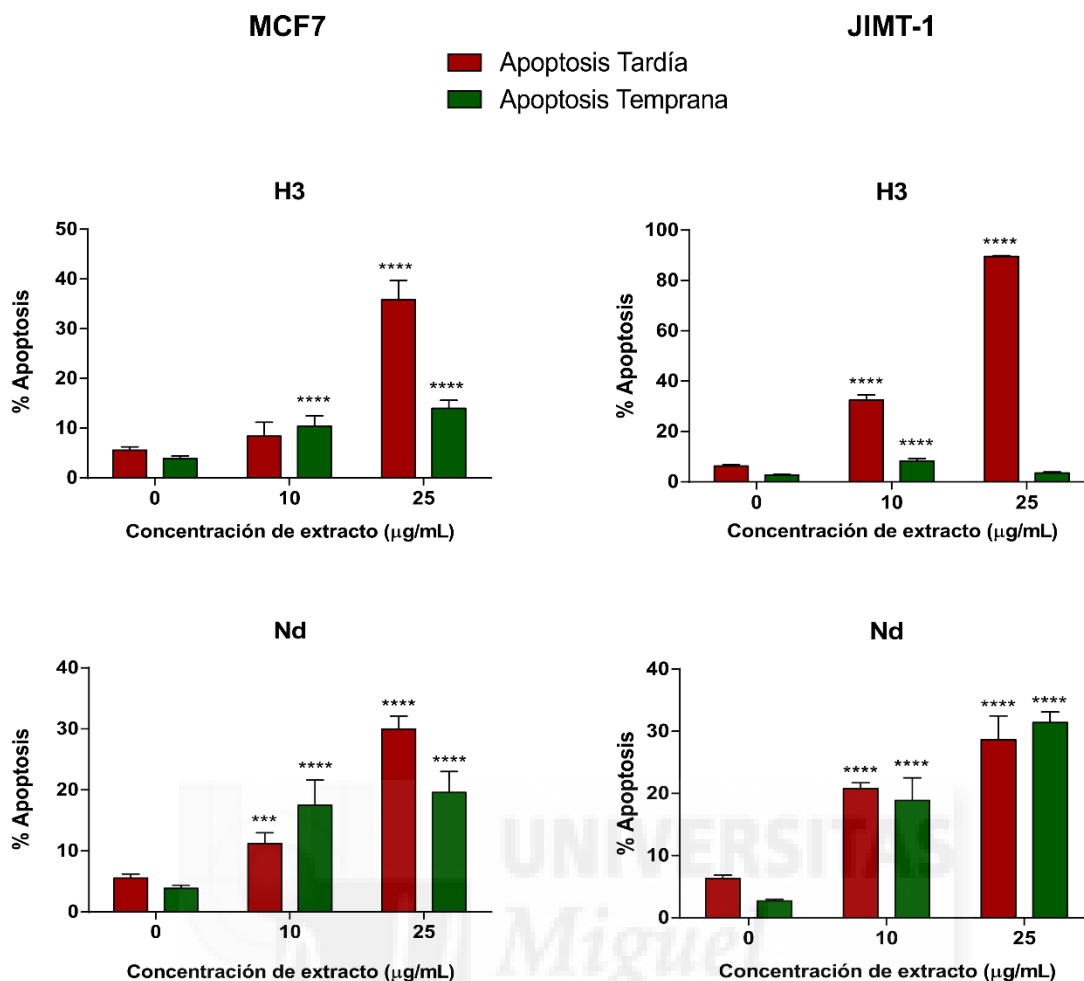 MCF7
JIMT-1
Apoptosis Tardía
Apoptosis Temprana
H3
50
40
30
20
10
0
% Apoptosis
****
****
****
0
10
25
Concentración de extracto (μg/mL)
H3
100
80
60
40
20
0
% Apoptosis
****
****
****
0
10
25
Concentración de extracto (μg/mL)
Nd
40
30
20
10
0
% Apoptosis
***
****
****
****
0
10
25
Concentración de extracto (μg/mL)
Nd
40
30
20
10
0
% Apoptosis
****
****
****
****
0
10
25
Concentración de extracto (μg/mL)
UNIVERSITAS
Miguel